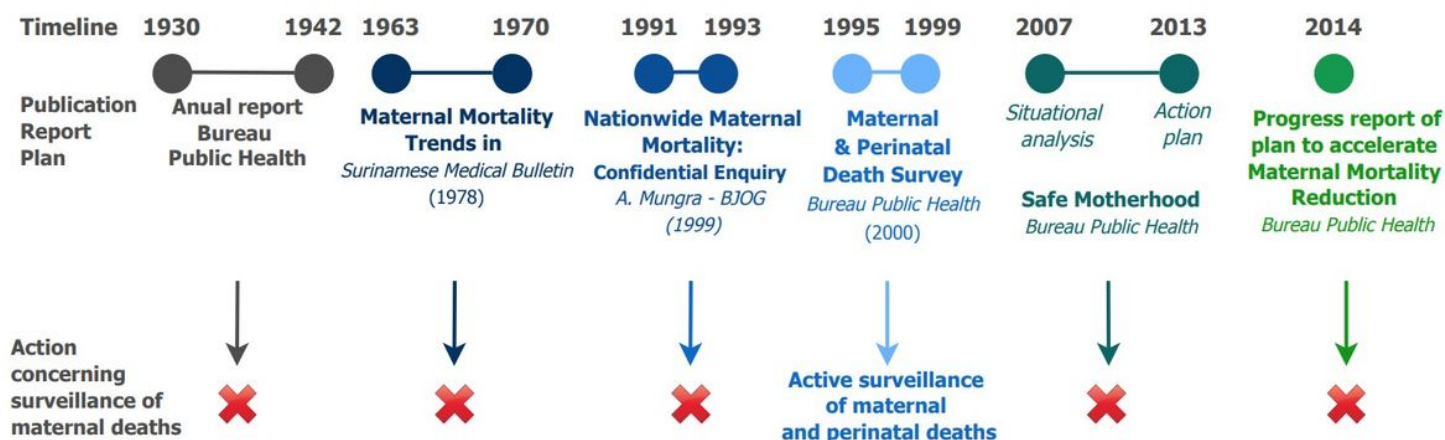 Timeline 1930 1942 1963 1970 1991 1993 1995 1999 2007 2013 2014
Publication
Report
Plan
Anual report
Bureau
Public Health
Maternal Mortality
Trends in
Surinamese Medical Bulletin
(1978)
Nationwide Maternal
Mortality:
Confidential Enquiry
A. Mungra - BJOG
(1999)
Maternal
& Perinatal
Death Survey
Bureau Public Health
(2000)
Situational
analysis
Action
plan
Safe Motherhood
Bureau Public Health
Progress report of
plan to accelerate
Maternal Mortality
Reduction
Bureau Public Health
Action
concerning
surveillance of
maternal deaths
Active surveillance
of maternal
and perinatal deaths